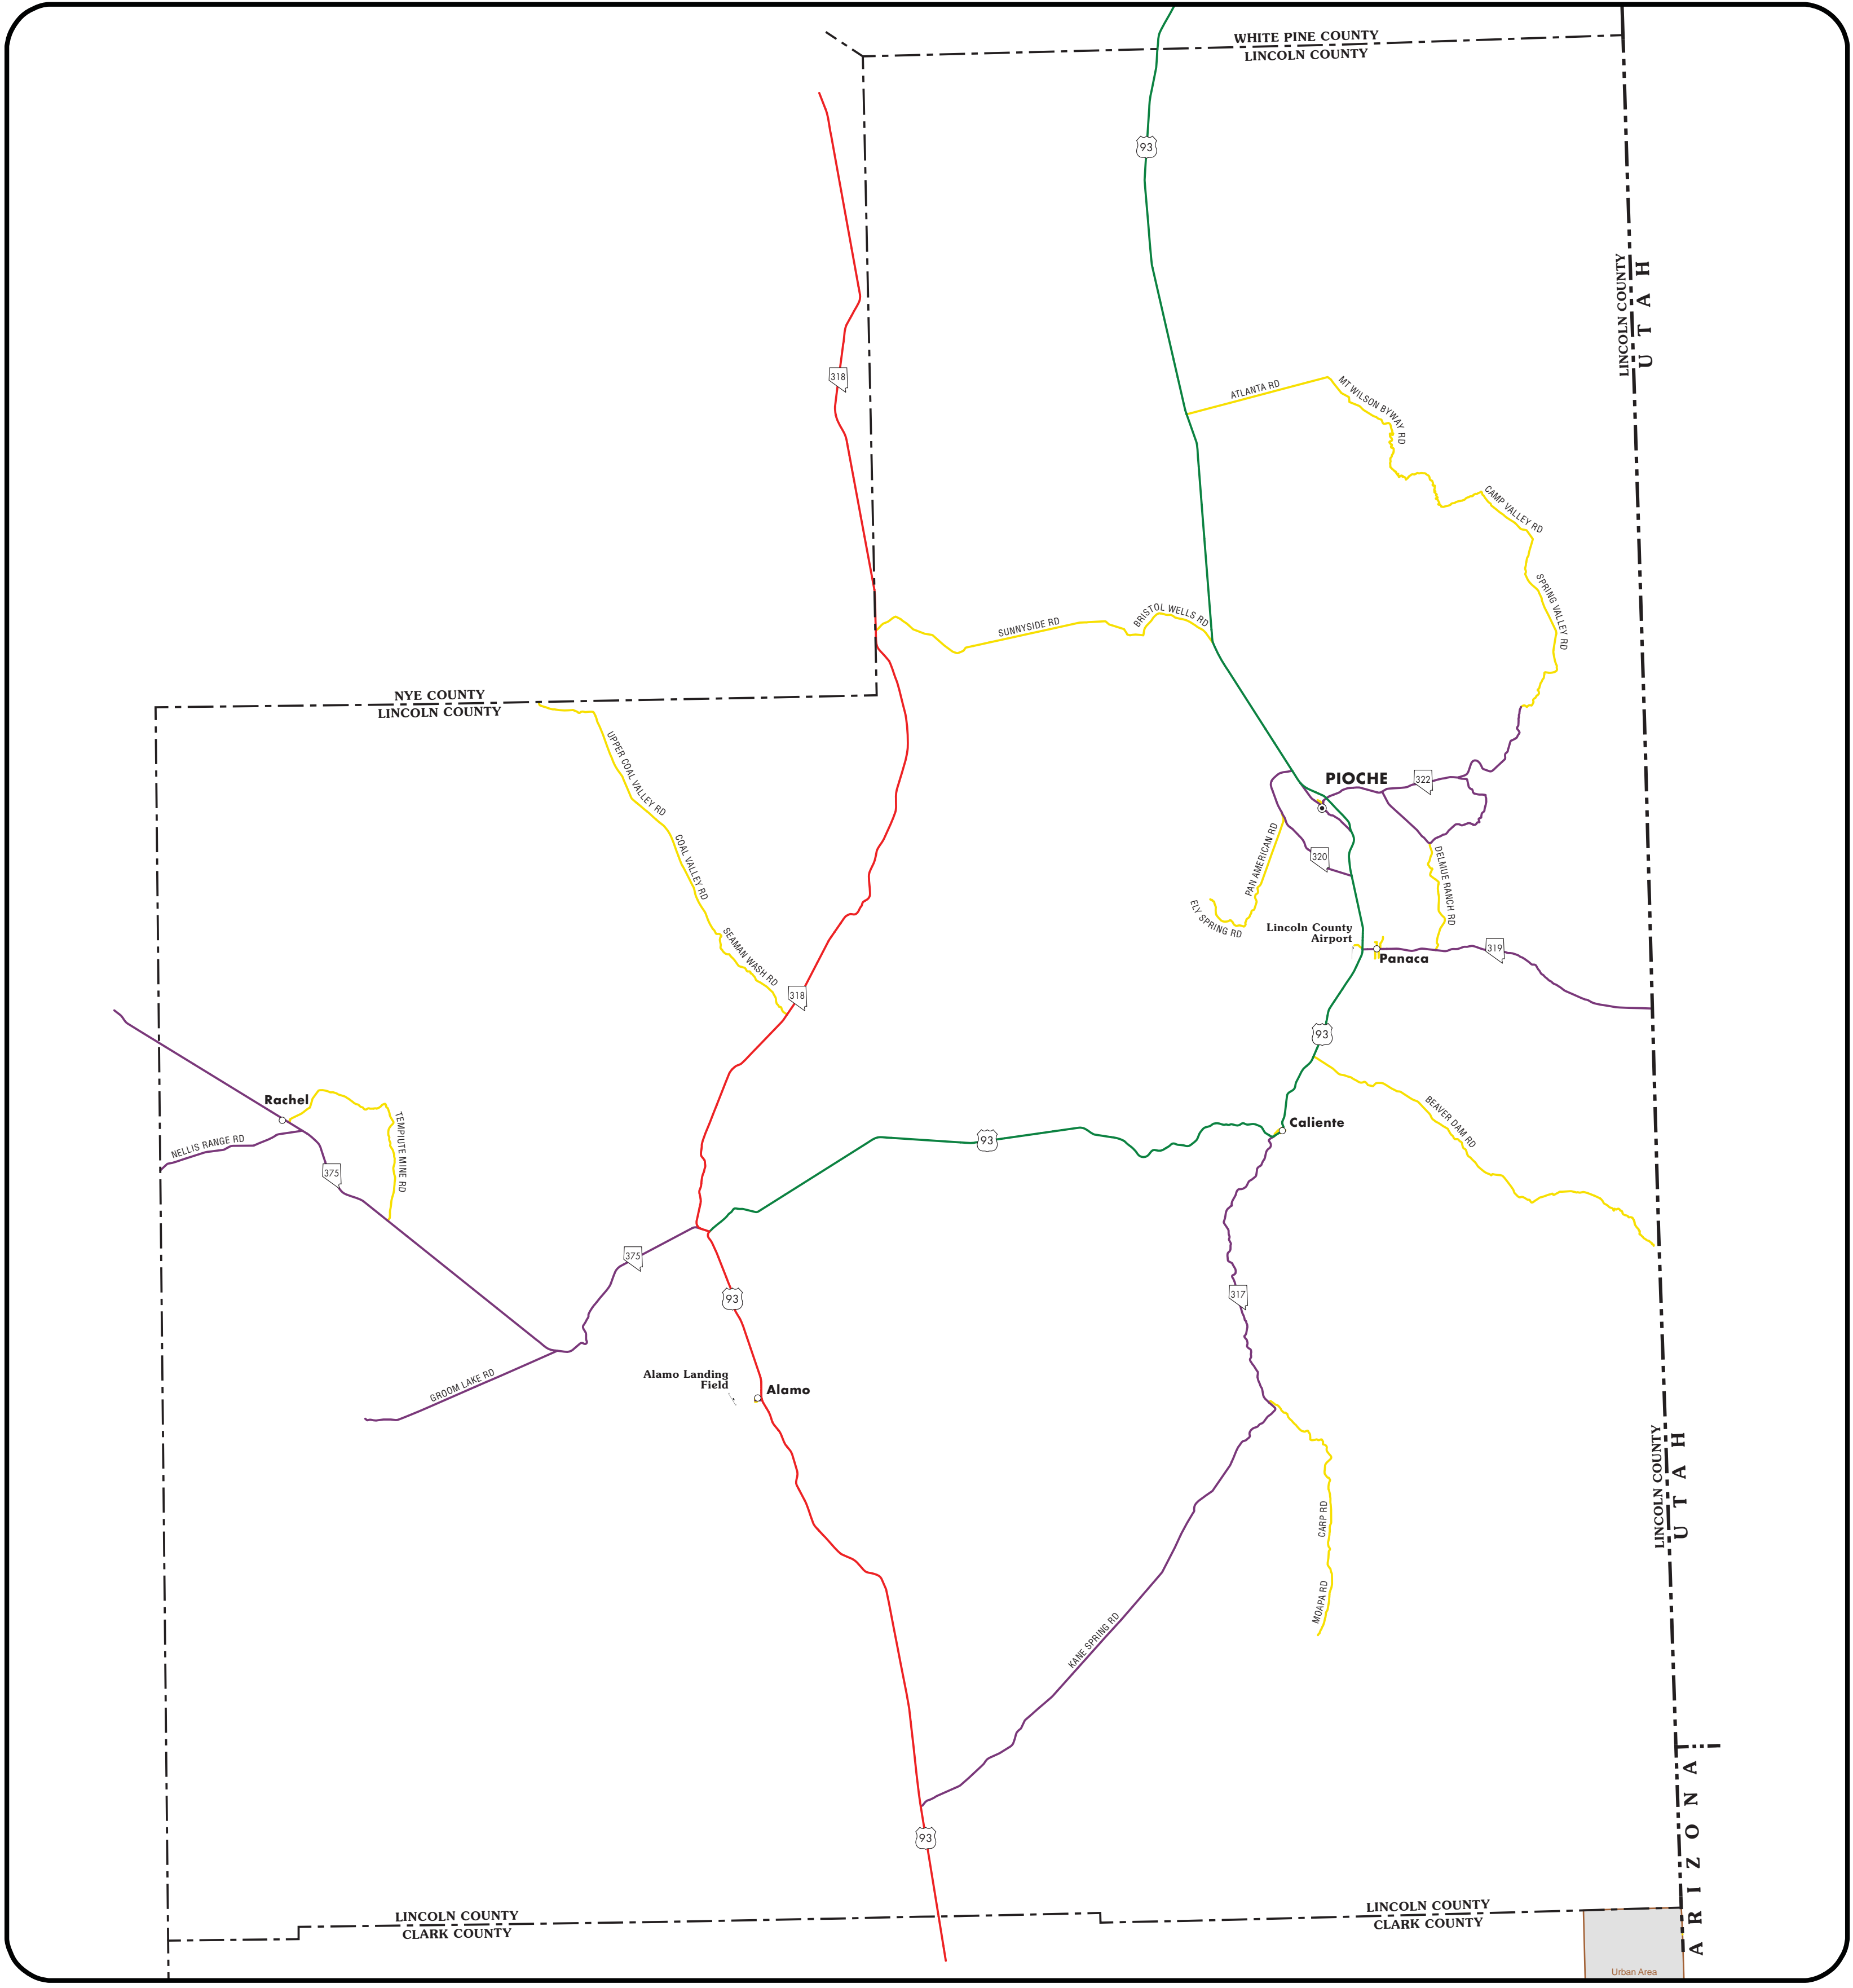 WHITE PINE COUNTY
LINCOLN COUNTY
93
LINCOLN COUNTY
UTAH
318
ATLANTA RD
MT WILSON BYWAY RD
CAMP VALLEY RD
SPRING VALLEY RD
SUNNYSIDE RD
BRISTOL WELLS RD
NYE COUNTY
LINCOLN COUNTY
UPPER COAL VALLEY RD
COAL VALLEY RD
SEAMAN WASH RD
318
PIOCHE
322
320
PAN AMERICAN RD
ELY SPRING RD
DELMUE RANCH RD
Lincoln County
Airport
Panaca
319
93
Rachel
NELLIS RANGE RD
TEMPIUTE MINE RD
375
BEAVER DAM RD
Caliente
93
375
93
317
Alamo Landing
Field
Alamo
GROOM LAKE RD
CARP RD
MOAPA RD
KANE SPRING RD
LINCOLN COUNTY
UTAH
ARIZONA
93
LINCOLN COUNTY
CLARK COUNTY
LINCOLN COUNTY
CLARK COUNTY
Urban Area